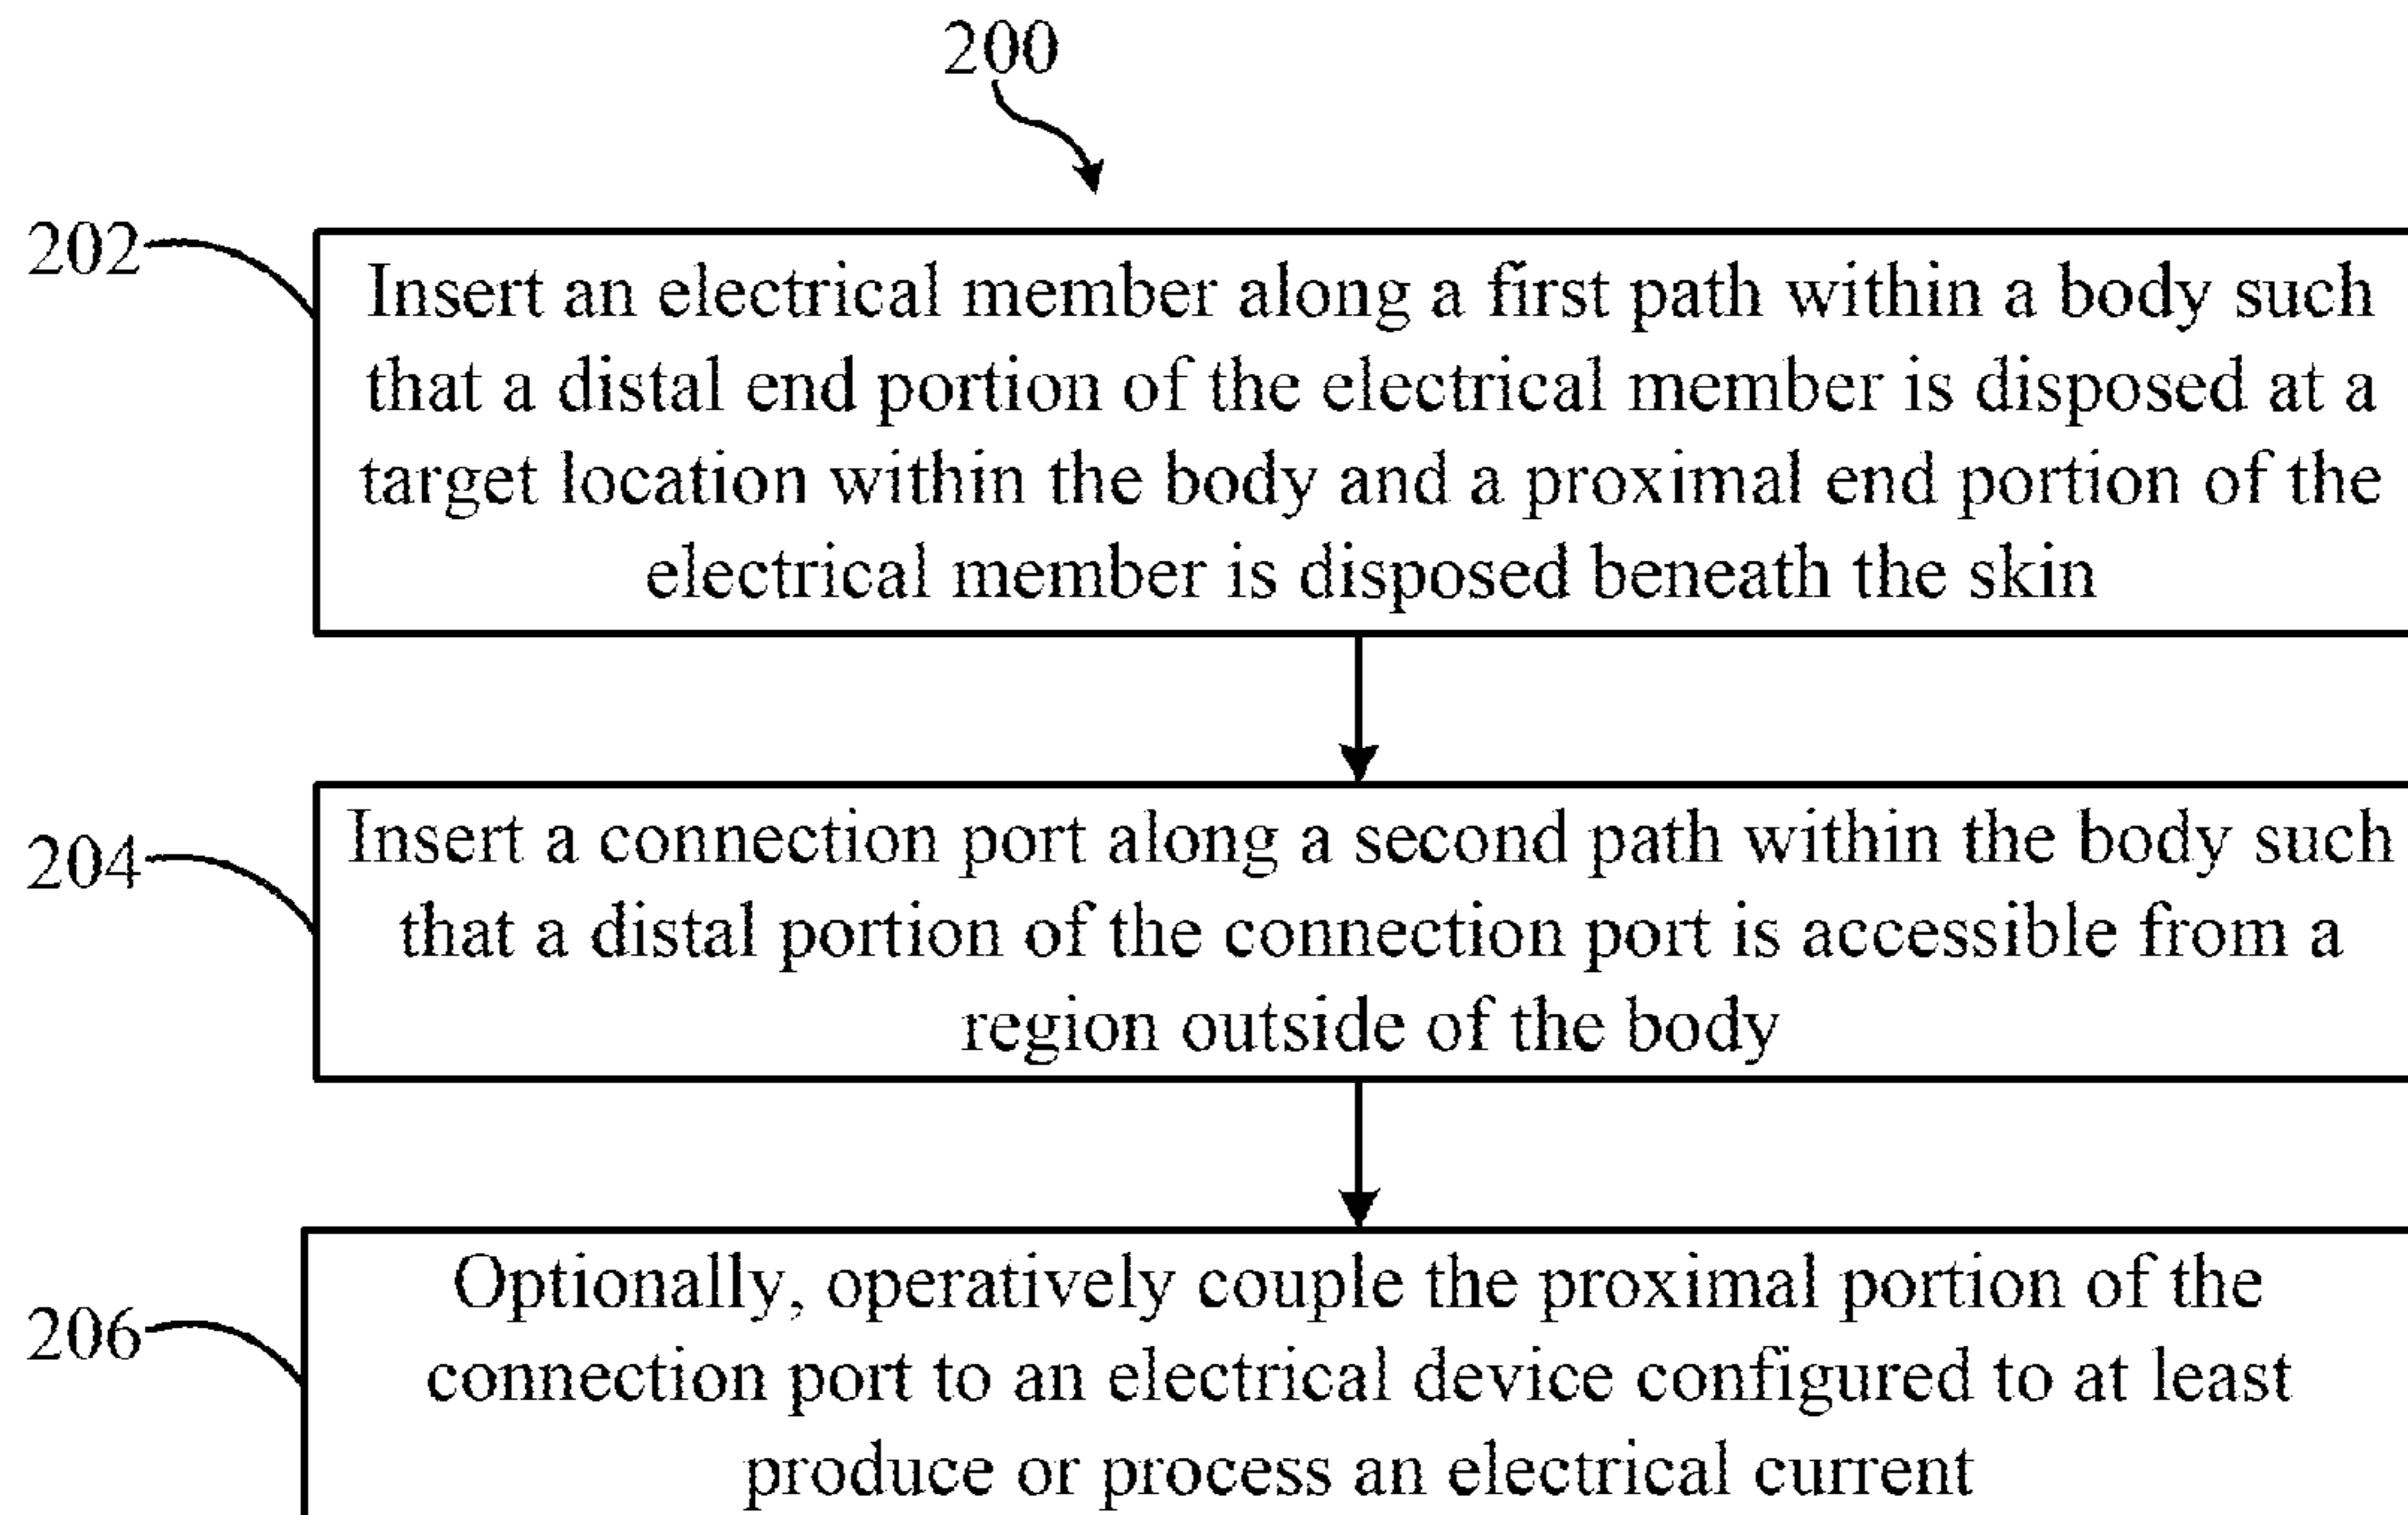 200
202
Insert an electrical member along a first path within a body such
that a distal end portion of the electrical member is disposed at a
target location within the body and a proximal end portion of the
electrical member is disposed beneath the skin
204
Insert a connection port along a second path within the body such
that a distal portion of the connection port is accessible from a
region outside of the body
206
Optionally, operatively couple the proximal portion of the
connection port to an electrical device configured to at least
produce or process an electrical current